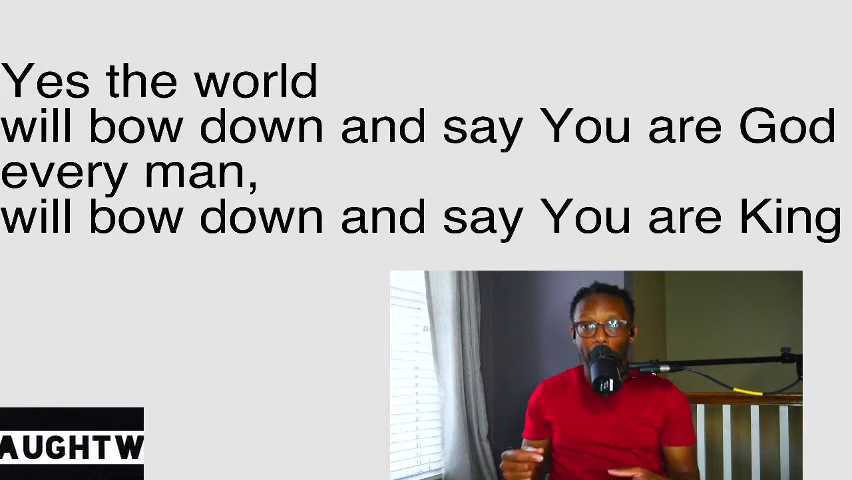 Yes the world
will bow down and say You are God
every man,
will bow down and say You are King
AUGHTW